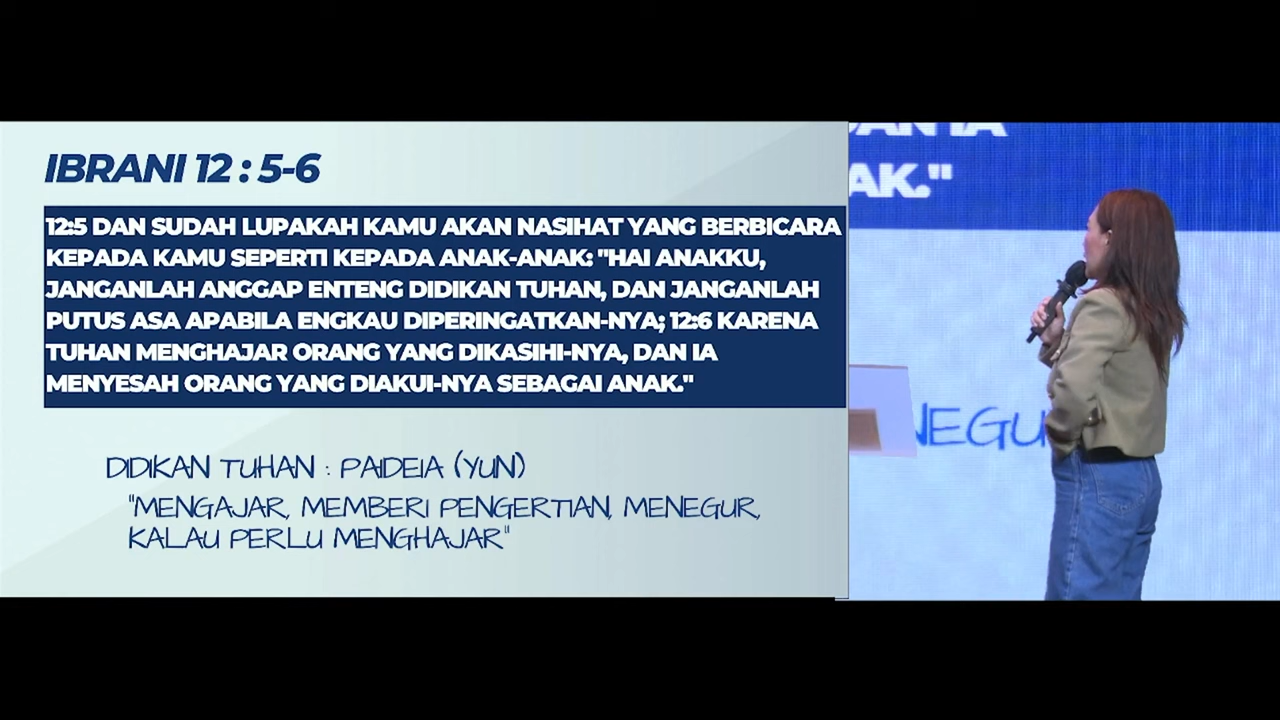 IBRANI 12 : 5-6
12:5 DAN SUDAH LUPAKAH KAMU AKAN NASIHAT YANG BERBICARA
KEPADA KAMU SEPERTI KEPADA ANAK-ANAK: "HAI ANAKKU,
JANGANLAH ANGGAP ENTENG DIDIKAN TUHAN, DAN JANGANLAH
PUTUS ASA APABILA ENGKAU DIPERINGATKAN-NYA; 12:6 KARENA
TUHAN MENGHAJAR ORANG YANG DIKASIHI-NYA, DAN IA
MENYESAH ORANG YANG DIAKUI-NYA SEBAGAI ANAK."
DIDIKAN TUHAN : PAIDEIA (YUN)
"MENGAJAR, MEMBERI PENGERTIAN, MENEGUR,
KALAU PERLU MENGHAJAR"
DAN IA
AK."
NEGU